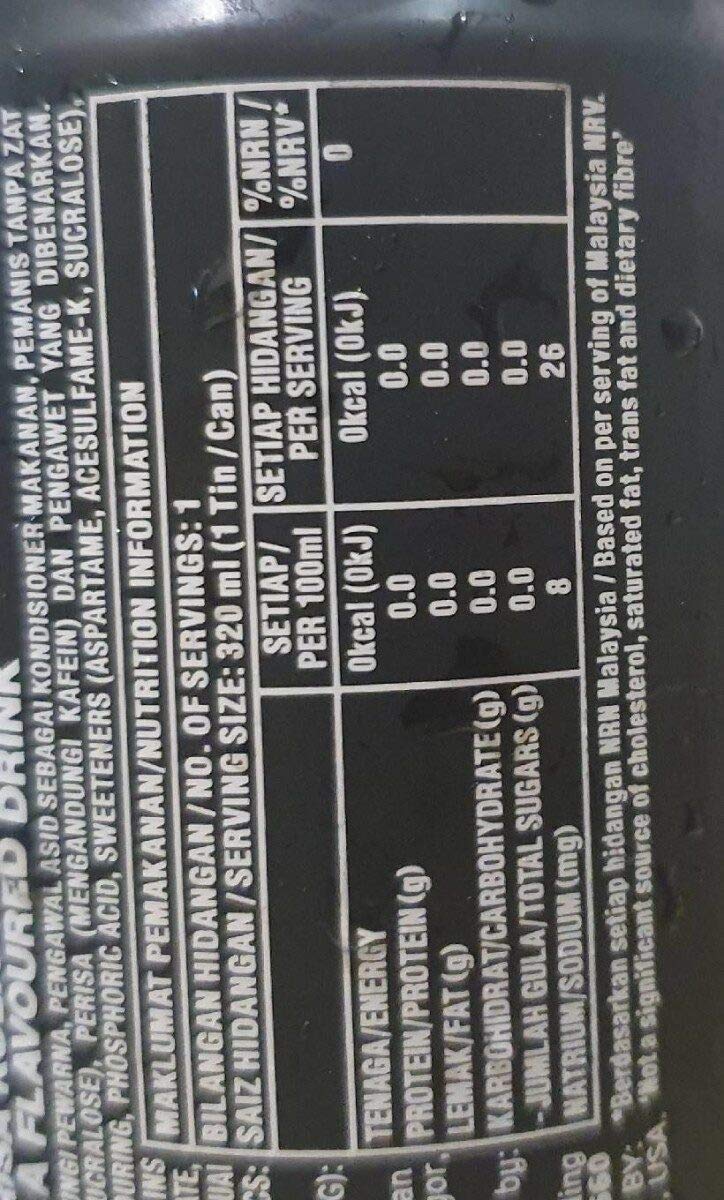 A FLAVOURED DRINK
PEWARNA, PENGAWAL ASID SEBAGAI KONDISIONER MAKANAN, PEMANIS TANPA ZAT
PERISA (MENGANDUNGI KAFEIN) DAN PENGAWET YANG DIBENARKAN.
PHOSPHORIC ACID, SWEETENERS (ASPARTAME, ACESULFAME-K, SUCRALOSE),
MAKLUMAT PEMAKANAN/NUTRITION INFORMATION
BILANGAN HIDANGAN / NO. OF SERVINGS: 1
SAIZ HIDANGAN / SERVING SIZE: 320 ml (1 Tin / Can)
SETIAP/ PER 100ml SETIAP HIDANGAN/ PER SERVING %NRN / %NRV*
TENAGA/ENERGY 0kcal (0kJ) 0kcal (0kJ) 0
PROTEIN/PROTEIN (g) 0.0 0.0
LEMAK/FAT (g) 0.0 0.0
KARBOHIDRAT/CARBOHYDRATE (g) 0.0 0.0
- JUMLAH GULA/TOTAL SUGARS (g) 0.0 0.0
NATRIUM/SODIUM (mg) 8 26
*Berdasarkan setiap hidangan NRN Malaysia / Based on per serving of Malaysia NRV.
'Not a significant source of cholesterol, saturated fat, trans fat and dietary fibre'
by:
BY:
USA.